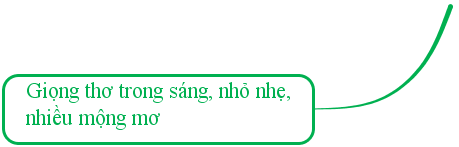 Giọng thơ trong sáng, nhỏ nhẹ,
nhiều mộng mơ